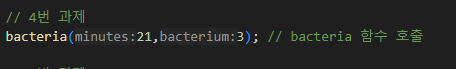 // 4번 과제
bacteria(minutes:21,bacterium:3); // bacteria 함수 호출